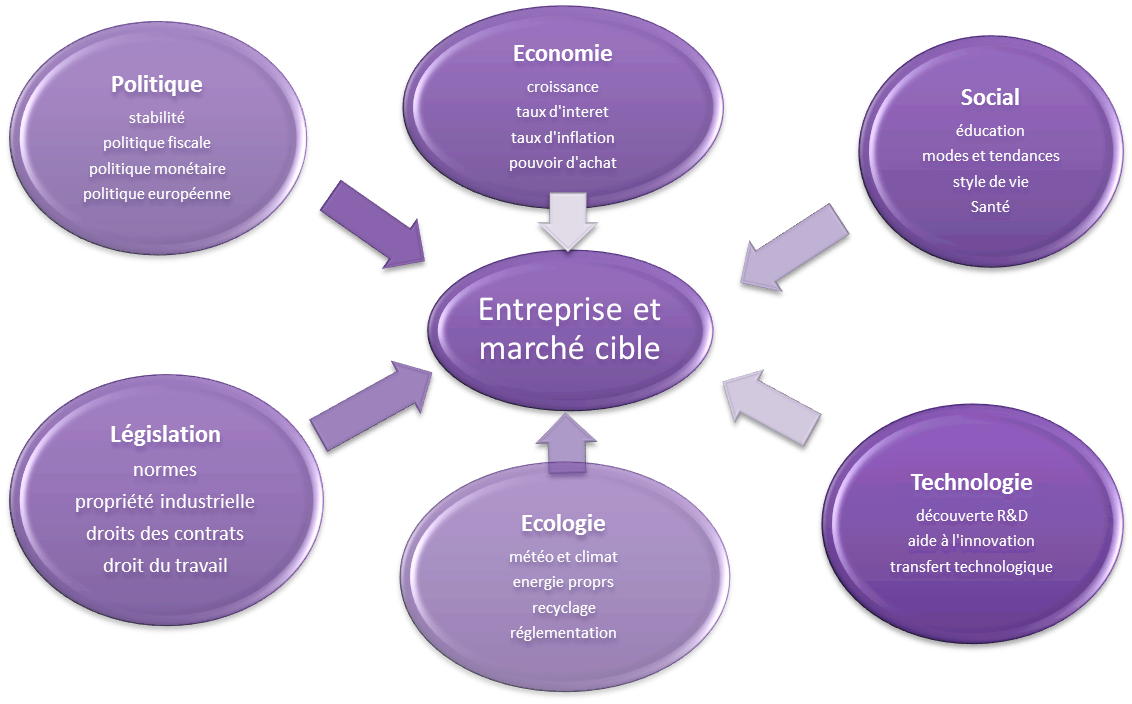 Politique
stabilité
politique fiscale
politique monétaire
politique européenne
Economie
croissance
taux d'interet
taux d'inflation
pouvoir d'achat
Social
éducation
modes et tendances
style de vie
Santé
Entreprise et
marché cible
Législation
normes
propriété industrielle
droits des contrats
droit du travail
Ecologie
météo et climat
energie proprs
recyclage
réglementation
Technologie
découverte R&D
aide à l'innovation
transfert technologique